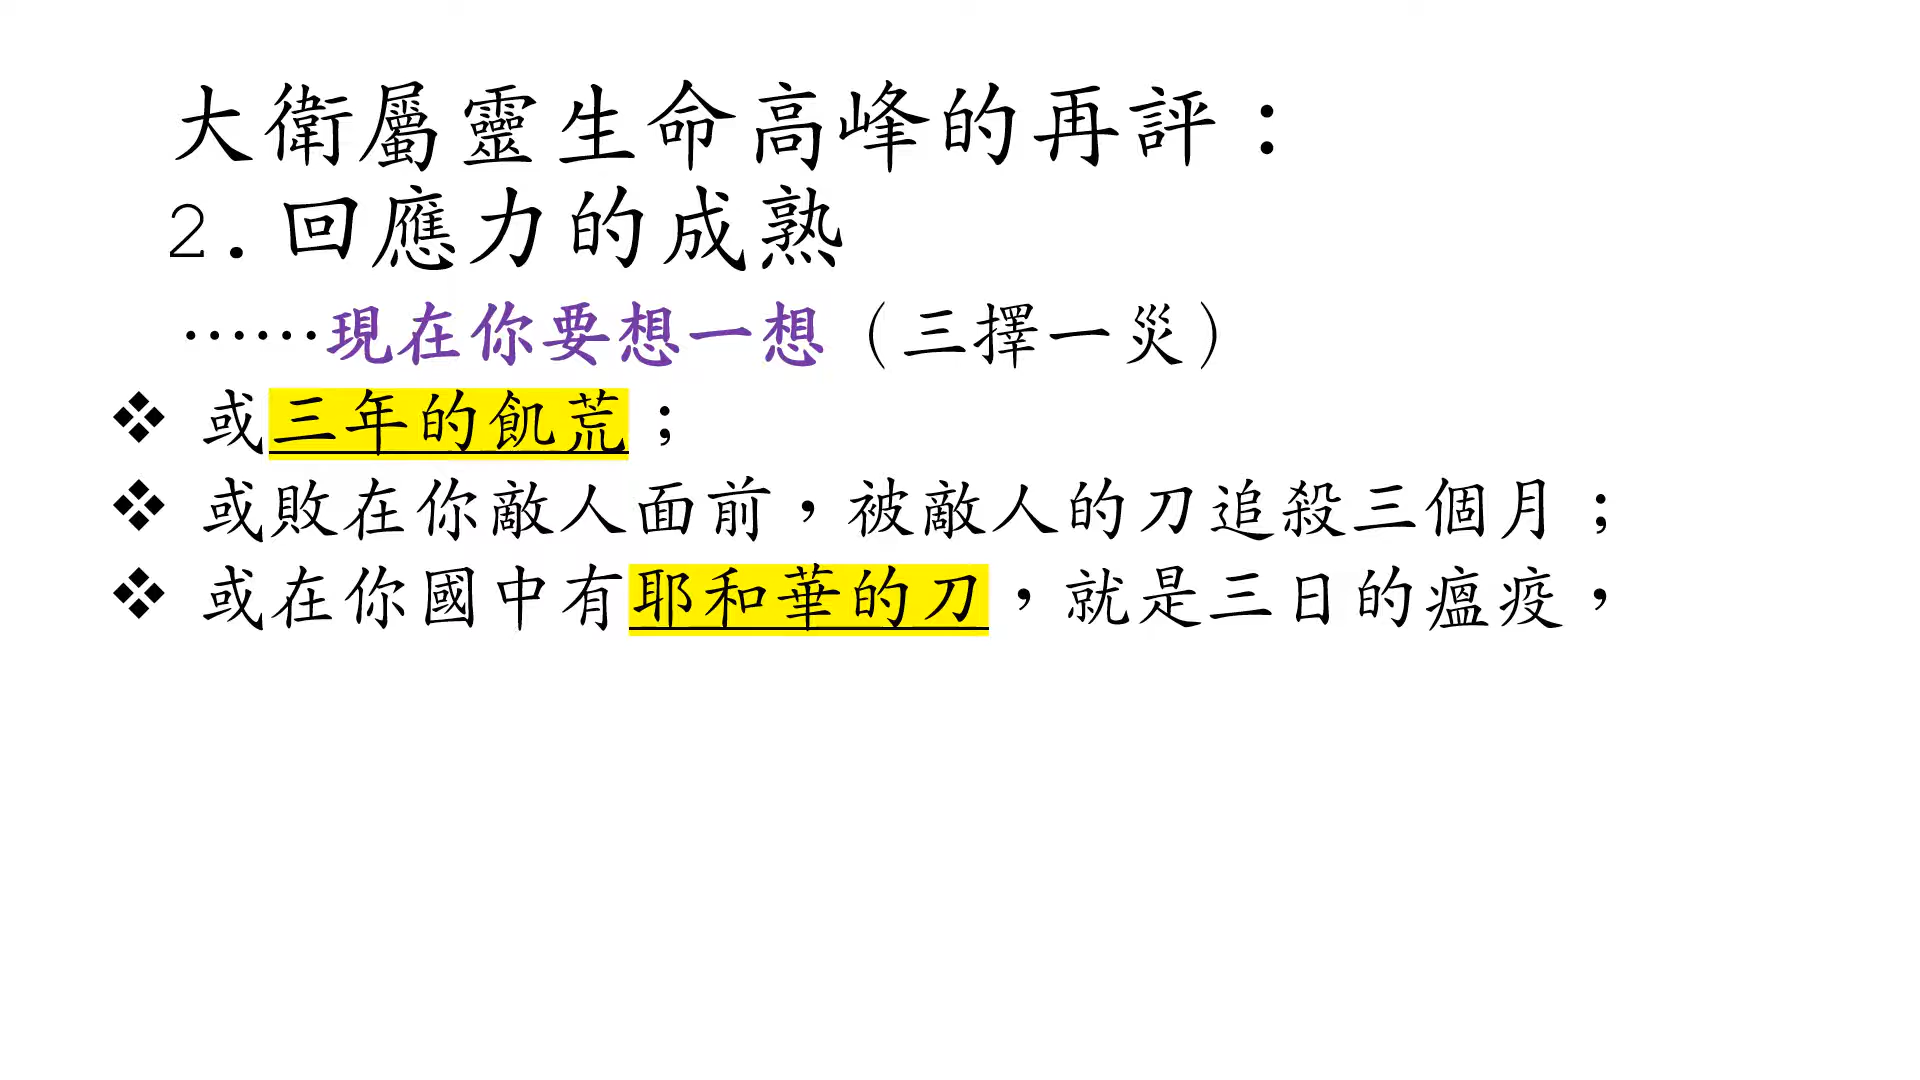 大衛屬靈生命高峰的再評：
2.回應力的成熟
……現在你要想一想（三擇一災）
❖ 或三年的飢荒；
❖ 或敗在你敵人面前，被敵人的刀追殺三個月；
❖ 或在你國中有耶和華的刀，就是三日的瘟疫，